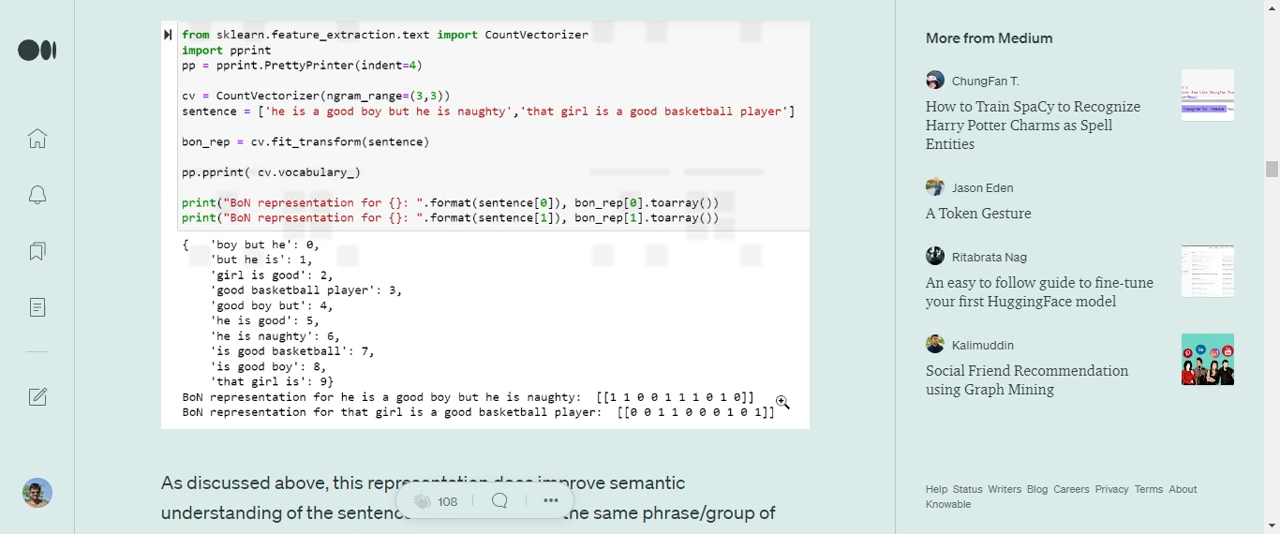 from sklearn.feature_extraction.text import CountVectorizer
import pprint
pp = pprint.PrettyPrinter(indent=4)
cv = CountVectorizer(ngram_range=(3,3))
sentence = ['he is a good boy but he is naughty','that girl is a good basketball player']
bon_rep = cv.fit_transform(sentence)
pp.pprint( cv.vocabulary_)
print("BoN representation for {}: ".format(sentence[0]), bon_rep[0].toarray())
print("BoN representation for {}: ".format(sentence[1]), bon_rep[1].toarray())
{ 'boy but he': 0,
'but he is': 1,
'girl is good': 2,
'good basketball player': 3,
'good boy but': 4,
'he is good': 5,
'he is naughty': 6,
'is good basketball': 7,
'is good boy': 8,
'that girl is': 9}
BoN representation for he is a good boy but he is naughty: [[1 1 0 0 1 1 1 0 1 0]]
BoN representation for that girl is a good basketball player: [[0 0 1 1 0 0 0 1 0 1]]
As discussed above, this representation does improve semantic
understanding of the sentence the same phrase/group of
108
More from Medium
ChungFan T.
How to Train SpaCy to Recognize
Harry Potter Charms as Spell
Entities
Jason Eden
A Token Gesture
Ritabrata Nag
An easy to follow guide to fine-tune
your first HuggingFace model
Kalimuddin
Social Friend Recommendation
using Graph Mining
Help Status Writers Blog Careers Privacy Terms About
Knowable